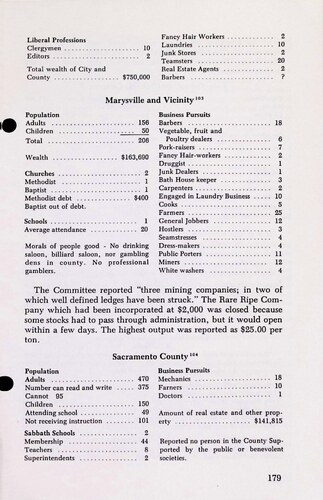 Liberal Professions
Clergymen ............ 10
Editors .............. 2
Total wealth of City and
County ............ $750,000
Fancy Hair Workers ........ 2
Laundries ............ 10
Junk Stores ............ 2
Teamsters ............ 20
Real Estate Agents ........ 2
Barbers ............ ?
Marysville and Vicinity 103
Population
Adults ............ 156
Children ............ 50
Total ............ 206
Wealth ............ $163,690
Churches ............ 2
Methodist ............ 1
Baptist ............ 1
Methodist debt ............ $400
Baptist out of debt.
Schools ............ 1
Average attendance ........ 20
Morals of people good - No drinking
saloon, billiard saloon, nor gambling
dens in county. No professional
gamblers.
Business Pursuits
Barbers ............ 18
Vegetable, fruit and
Poultry dealers ............ 6
Pork-raisers ............ 7
Fancy Hair-workers ........ 2
Druggist ............ 1
Junk Dealers ............ 1
Bath House keeper ........ 3
Carpenters ............ 2
Engaged in Laundry Business .... 10
Cooks ............ 5
Farmers ............ 25
General Jobbers ............ 12
Hostlers ............ 3
Seamstresses ............ 4
Dress-makers ............ 4
Public Porters ............ 11
Miners ............ 12
White washers ............ 4
The Committee reported "three mining companies; in two of
which well defined ledges have been struck." The Rare Ripe Com-
pany which had been incorporated at $2,000 was closed because
some stocks had to pass through administration, but it would open
within a few days. The highest output was reported as $25.00 per
ton.
Sacramento County 104
Population
Adults ............ 470
Number can read and write .... 375
Cannot 95
Children ............ 150
Attending school ............ 49
Not receiving instruction ...... 101
Sabbath Schools ............ 2
Membership ............ 44
Teachers ............ 8
Superintendents ............ 2
Business Pursuits
Mechanics ............ 18
Farners ............ 10
Doctors ............ 1
Amount of real estate and other prop-
erty ............ $141,815
Reported no person in the County Sup-
ported by the public or benevolent
societies.
179